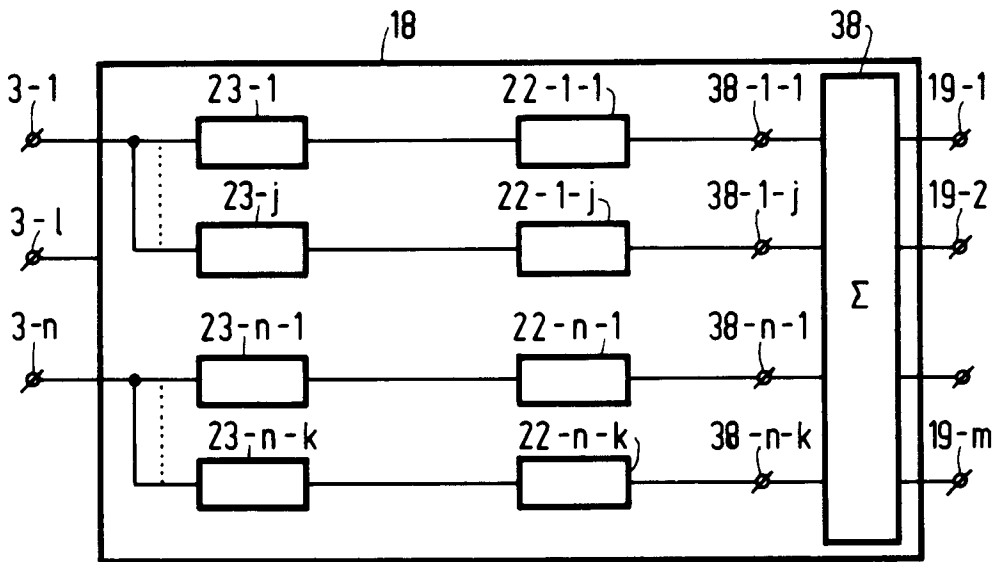 18
38
3-1
23-1
22-1-1
38-1-1
19-1
3-l
23-j
22-1-j
38-1-j
19-2
Σ
3-n
23-n-1
22-n-1
38-n-1
23-n-k
22-n-k
38-n-k
19-m